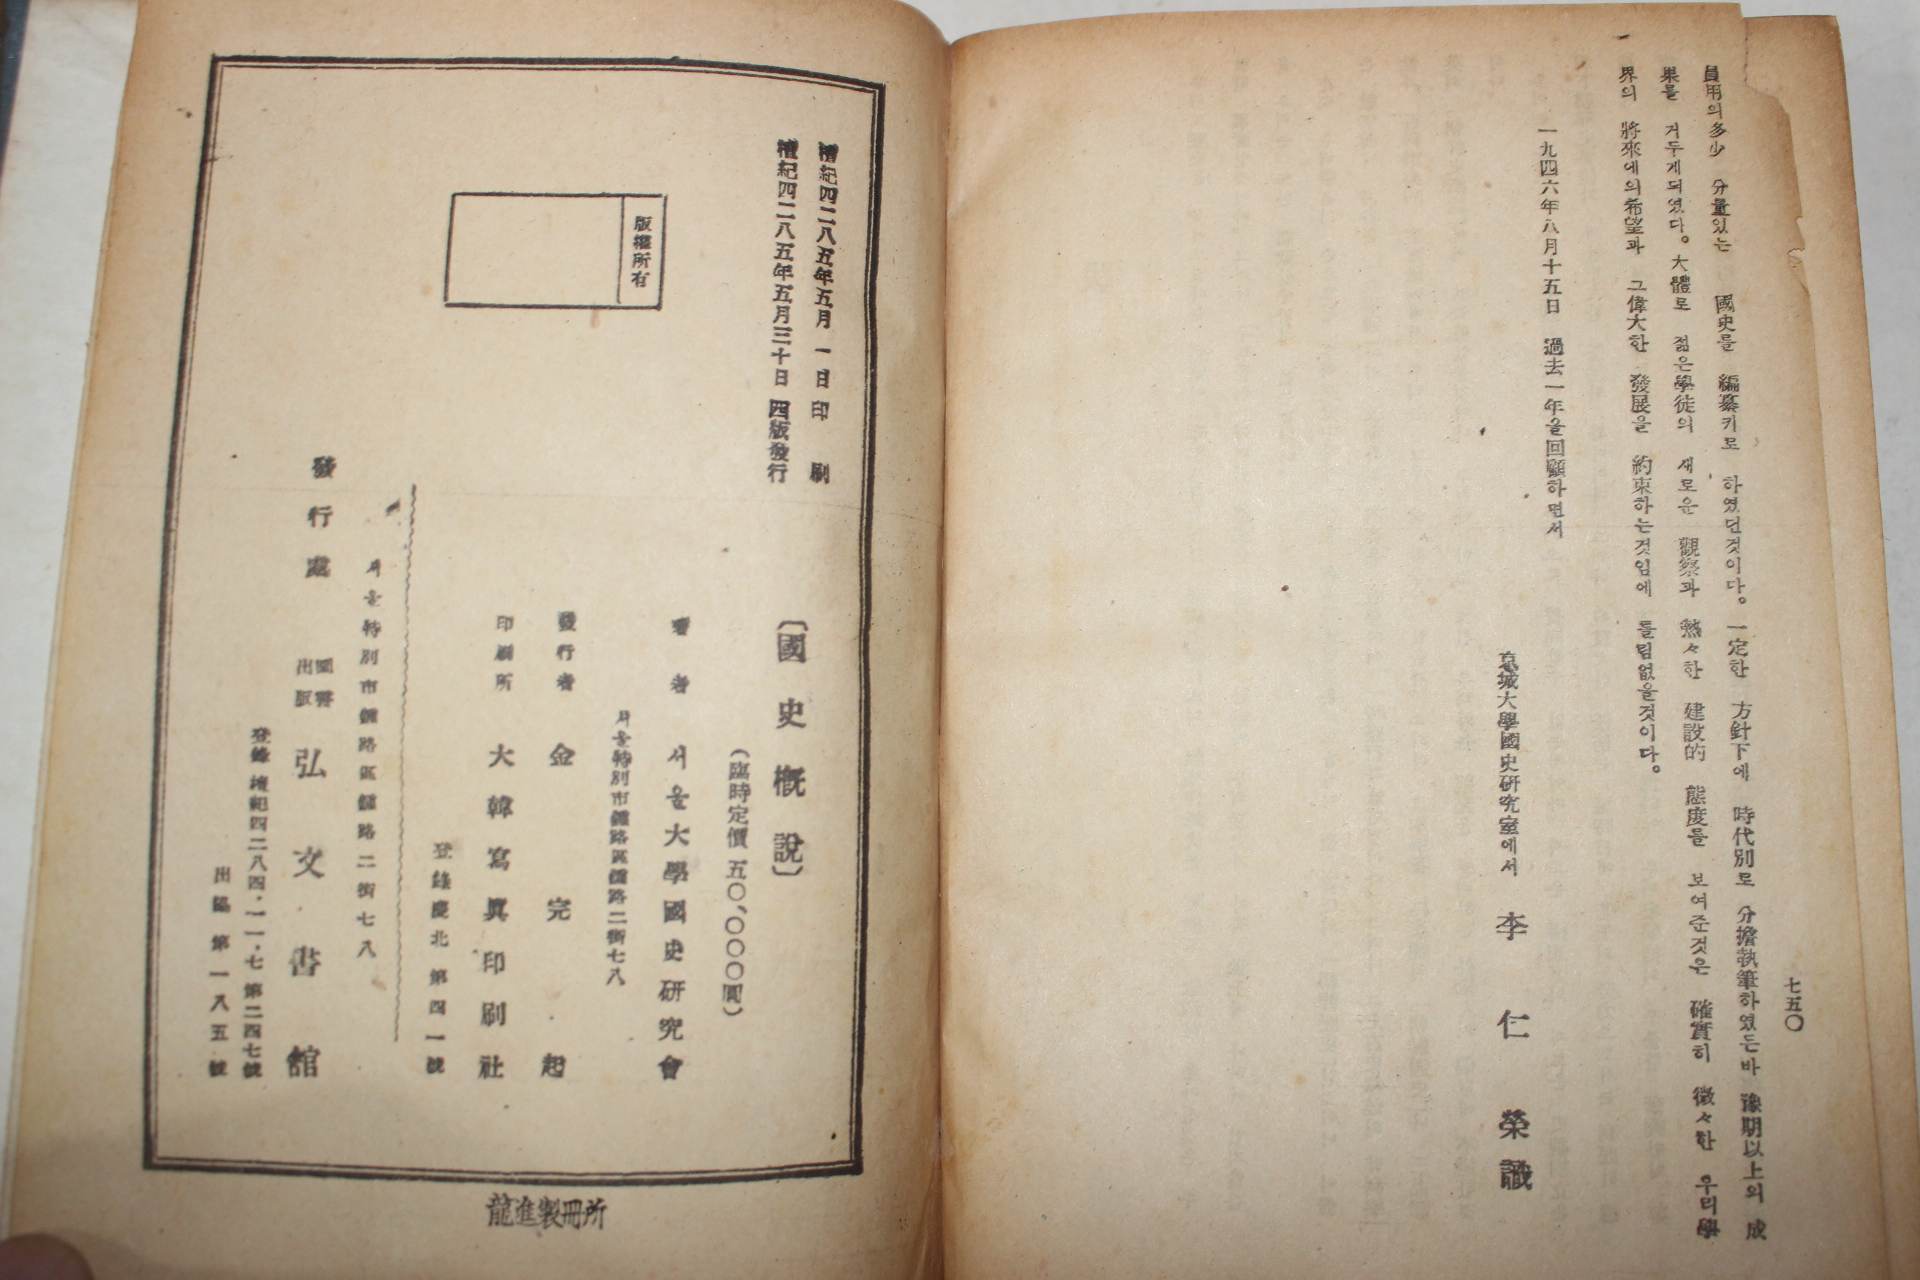 七五〇
員用의多少 分量있는 國史를 編纂키로 하였던것이다。一定한 方針下에 時代別로 分擔執筆하였든바 豫期以上의 成
果를 거두게되였다。大體로 젊은學徒의 새로운 觀察과 熱々한 建設的 態度를 보여준것은 確實히 微々한 우리學
界의 將來에의希望과 그偉大한 發展을 約束하는것임에 틀림없을것이다。
一九四六年八月十五日 過去一年을回顧하면서
京城大學國史研究室에서 李仁榮識
檀紀四二八五年五月 一日 印 刷
檀紀四二八五年五月三十日 四版發行
版權所有
〔國史槪說〕
(臨時定價 五〇、〇〇〇圓)
著者 서울大學國史硏究會
서울特別市鍾路區鍾路二街七八
發行者 金完起
印刷所 大韓寫眞印刷社
登錄慶北 第四一號
서울特別市鍾路區鍾路二街七八
發行處 圖書出版 弘文書館
登錄 檀紀四二八四・一一・七 第二四七號
出協 第一八五號
龍進製冊所